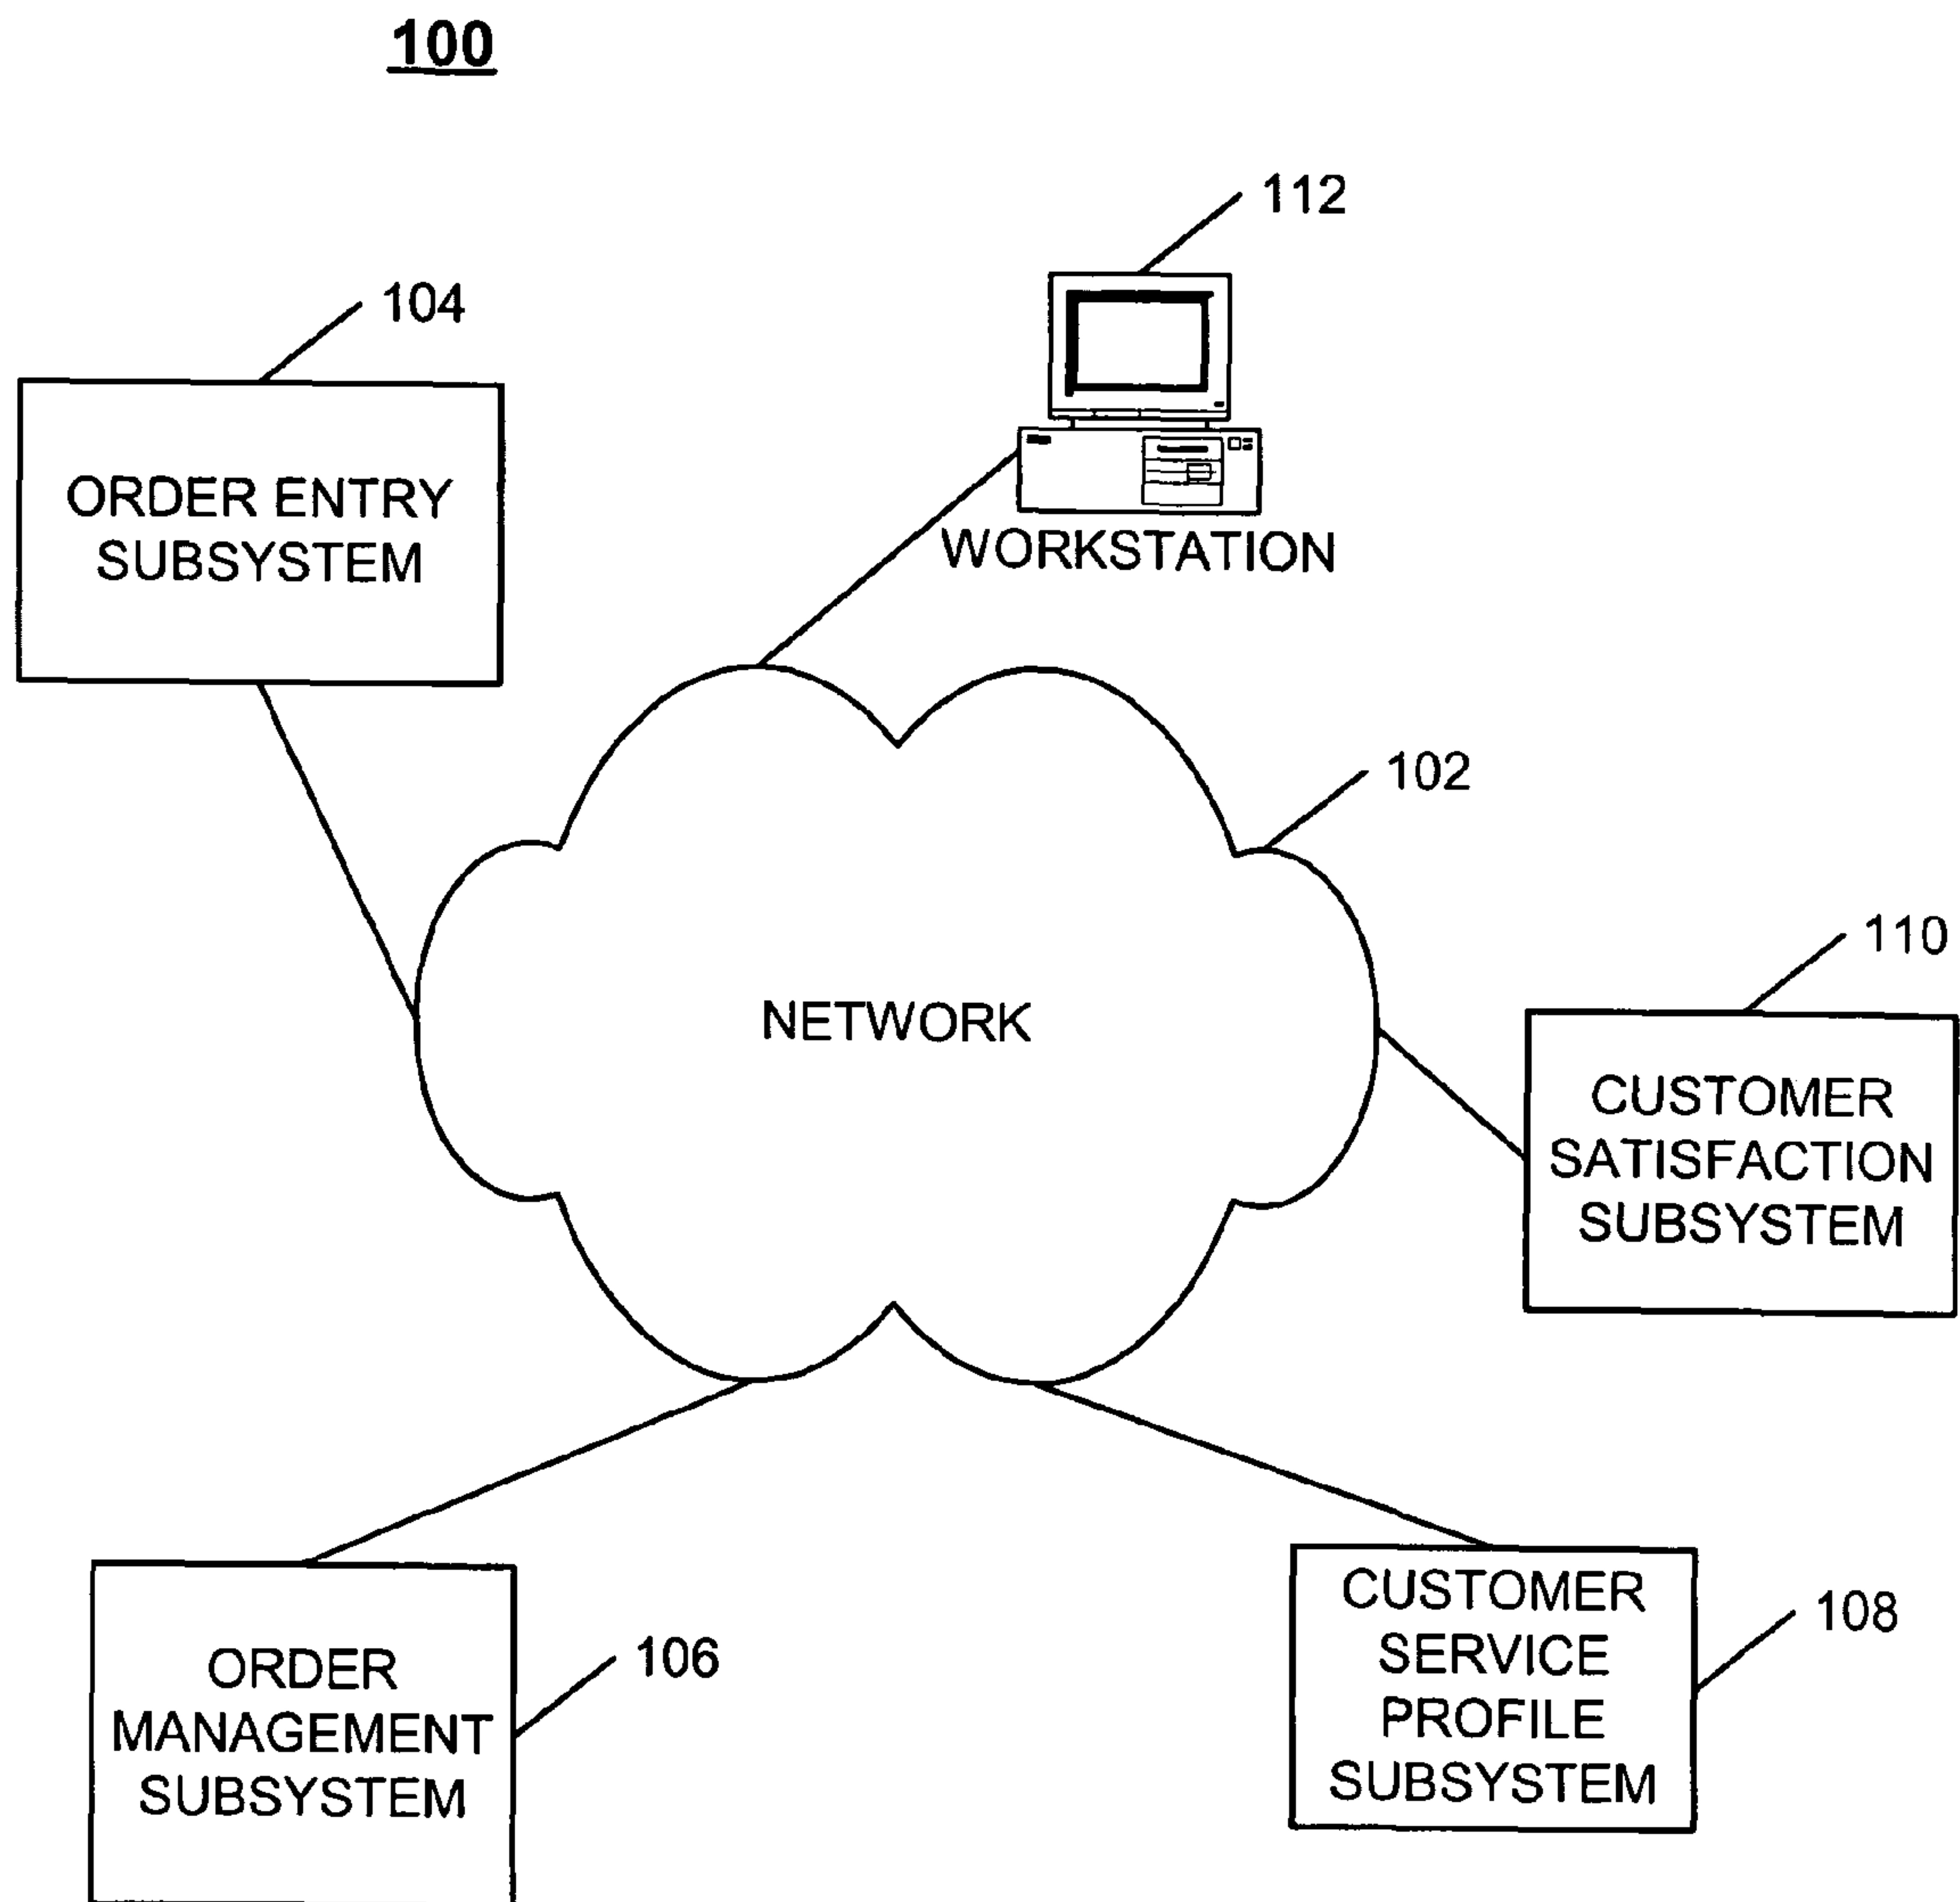 100
112
104
ORDER ENTRY
SUBSYSTEM
WORKSTATION
102
110
NETWORK
CUSTOMER
SATISFACTION
SUBSYSTEM
106
ORDER
MANAGEMENT
SUBSYSTEM
CUSTOMER
SERVICE
PROFILE
SUBSYSTEM
108